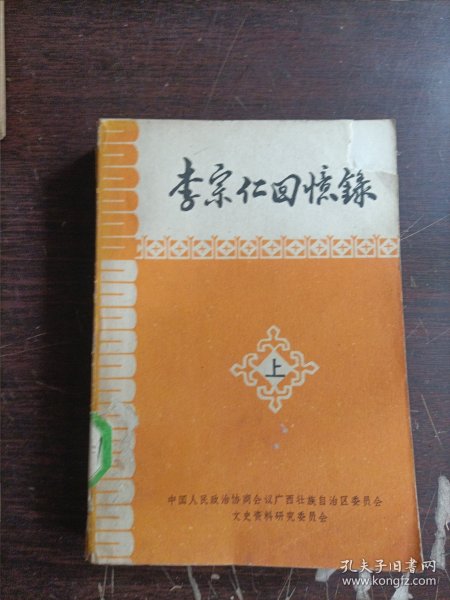 李宗仁回憶錄
上
中国人民政治协商会议广西壮族自治区委员会
文史资料研究委员会
孔夫子旧书网
www.kongfz.com